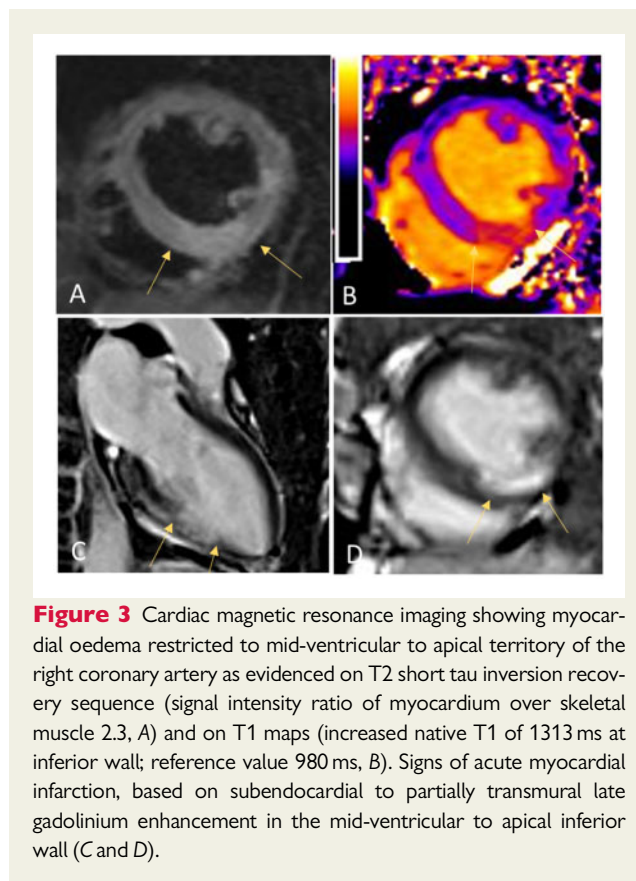 A
B
C
D
Figure 3 Cardiac magnetic resonance imaging showing myocar-
dial oedema restricted to mid-ventricular to apical territory of the
right coronary artery as evidenced on T2 short tau inversion recov-
ery sequence (signal intensity ratio of myocardium over skeletal
muscle 2.3, A) and on T1 maps (increased native T1 of 1313 ms at
inferior wall; reference value 980 ms, B). Signs of acute myocardial
infarction, based on subendocardial to partially transmural late
gadolinium enhancement in the mid-ventricular to apical inferior
wall (C and D).